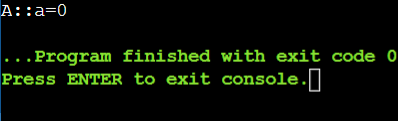 A::a=0
...Program finished with exit code 0
Press ENTER to exit console.